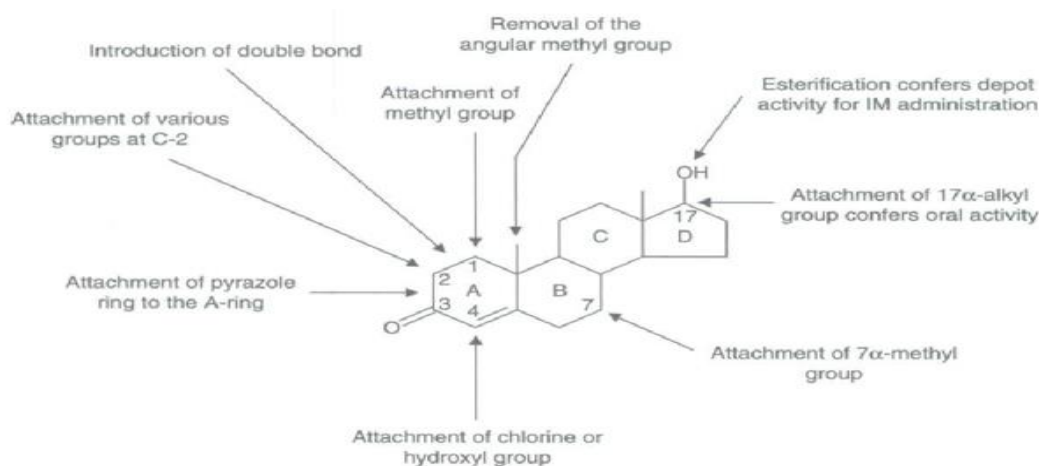 Removal of the
angular methyl group
Introduction of double bond
Attachment of
methyl group
Esterification confers depot
activity for IM administration
Attachment of various
groups at C-2
OH
Attachment of 17α-alkyl
group confers oral activity
17
C
D
1
2
Attachment of pyrazole
ring to the A-ring
A
B
3
4
7
O
Attachment of 7α-methyl
group
Attachment of chlorine or
hydroxyl group